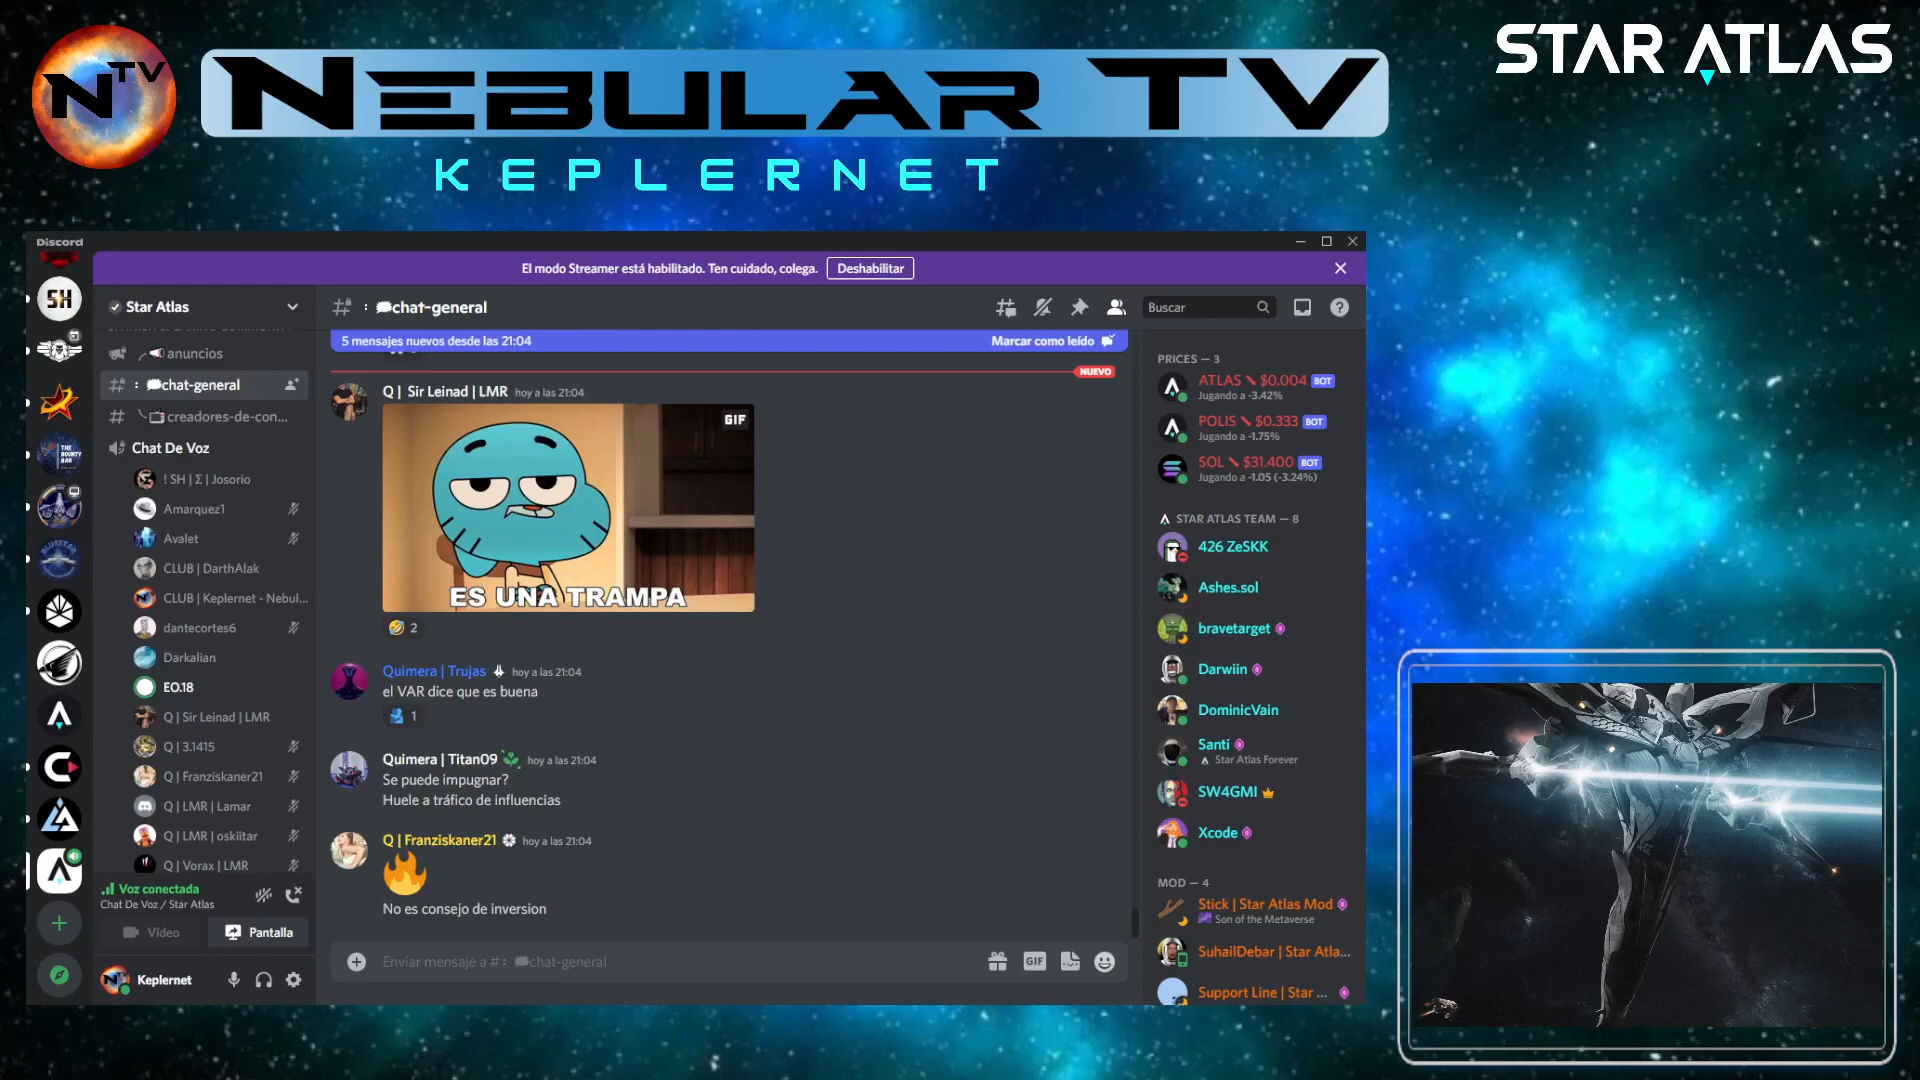 N TV
NEBULAR TV
STAR ATLAS
KEPLERNET
Discord
El modo Streamer está habilitado. Ten cuidado, colega.
Deshabilitar
SH
THE BOUNTY BAR
BLUESTAR
Star Atlas
anuncios
chat-general
creadores-de-con...
Chat De Voz
! SH | Σ | Josorio
Amarquez1
Avalet
CLUB | DarthAlak
CLUB | Keplernet - Nebul...
dantecortes6
Darkalian
EO.18
Q | Sir Leinad | LMR
Q | 3.1415
Q | Franziskaner21
Q | LMR | Lamar
Q | LMR | oskiitar
Q | Vorax | LMR
Voz conectada
Chat De Voz / Star Atlas
Vídeo
Pantalla
Keplernet
chat-general
Buscar
5 mensajes nuevos desde las 21:04
Marcar como leído
NUEVO
Q | Sir Leinad | LMR hoy a las 21:04
GIF
ES UNA TRAMPA
2
Quimera | Trujas hoy a las 21:04
el VAR dice que es buena
1
Quimera | Titan09 hoy a las 21:04
Se puede impugnar?
Huele a tráfico de influencias
Q | Franziskaner21 hoy a las 21:04
No es consejo de inversion
Enviar mensaje a # : chat-general
GIF
PRICES — 3
ATLAS $0.004 BOT
Jugando a -3.42%
POLIS $0.333 BOT
Jugando a -1.75%
SOL $31.400 BOT
Jugando a -1.05 (-3.24%)
STAR ATLAS TEAM — 8
426 ZeSKK
Ashes.sol
bravetarget
Darwiin
DominicVain
Santi
Star Atlas Forever
SW4GMI
Xcode
MOD — 4
Stick | Star Atlas Mod
Son of the Metaverse
SuhailDebar | Star Atla...
Support Line | Star ...